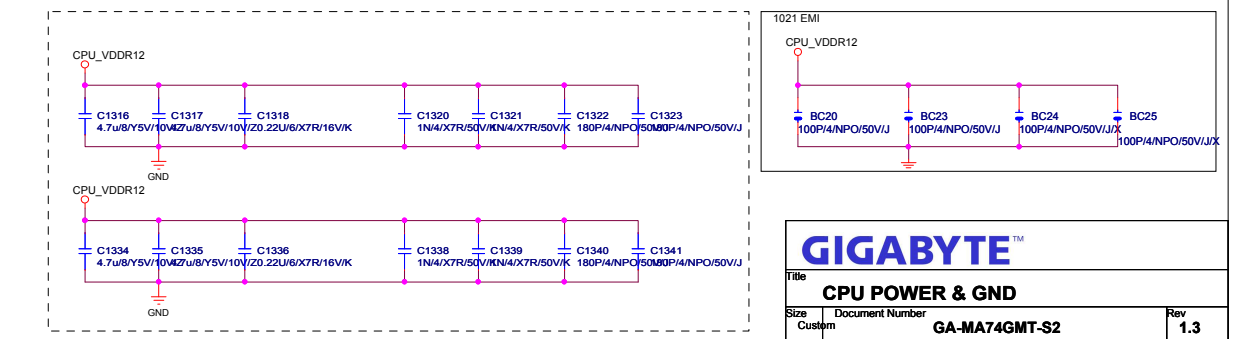 1021 EMI
CPU_VDDR12
CPU_VDDR12
C1316 C1317 C1318 C1320 C1321 C1322 C1323
4.7u/8/Y5V/10V/Z 4.7u/8/Y5V/10V/Z 0.22U/6/X7R/16V/K 1N/4/X7R/50V/K 1N/4/X7R/50V/K 180P/4/NPO/50V/J 180P/4/NPO/50V/J
BC20 BC23 BC24 BC25
100P/4/NPO/50V/J 100P/4/NPO/50V/J 100P/4/NPO/50V/J/X
100P/4/NPO/50V/J/X
GND
CPU_VDDR12
C1334 C1335 C1336 C1338 C1339 C1340 C1341
4.7u/8/Y5V/10V/Z 4.7u/8/Y5V/10V/Z 0.22U/6/X7R/16V/K 1N/4/X7R/50V/K 1N/4/X7R/50V/K 180P/4/NPO/50V/J 180P/4/NPO/50V/J
GND
GIGABYTE™
Title
CPU POWER & GND
Size Document Number Rev
Custom GA-MA74GMT-S2 1.3